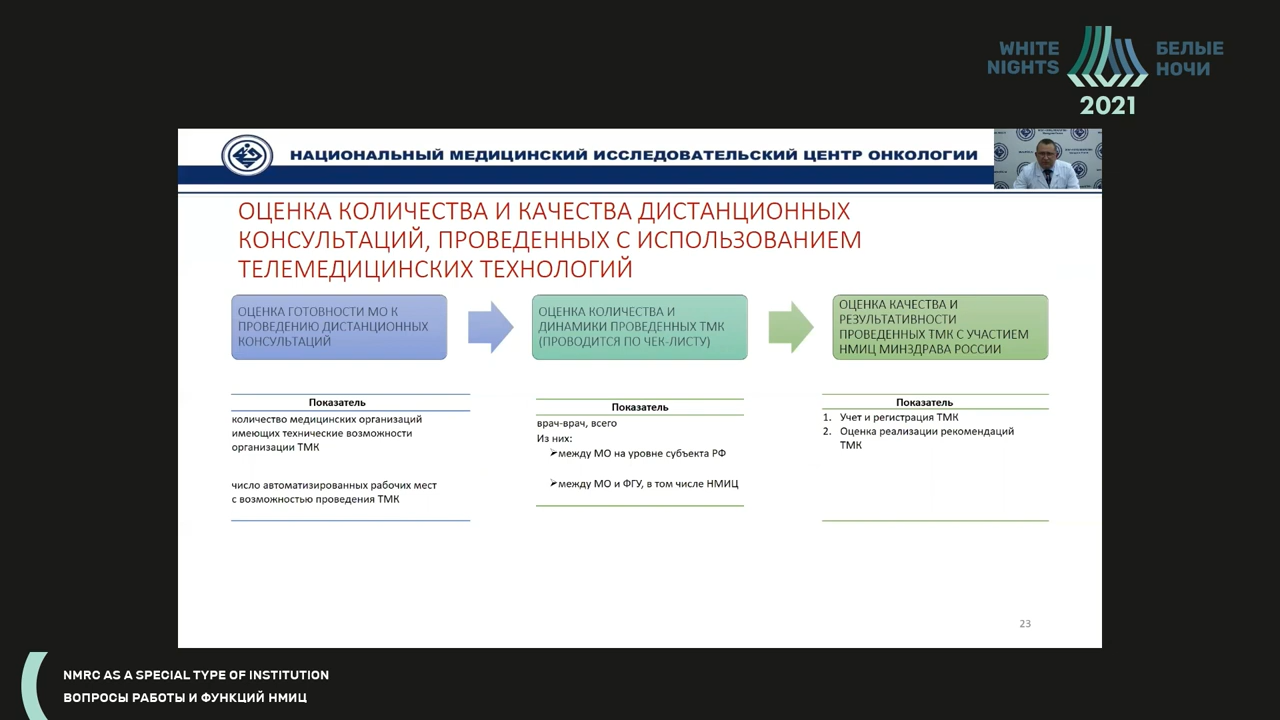 WHITE
NIGHTS
БЕЛЫЕ
НОЧИ
2021
НАЦИОНАЛЬНЫЙ МЕДИЦИНСКИЙ ИССЛЕДОВАТЕЛЬСКИЙ ЦЕНТР ОНКОЛОГИИ
ОЦЕНКА КОЛИЧЕСТВА И КАЧЕСТВА ДИСТАНЦИОННЫХ
КОНСУЛЬТАЦИЙ, ПРОВЕДЕННЫХ С ИСПОЛЬЗОВАНИЕМ
ТЕЛЕМЕДИЦИНСКИХ ТЕХНОЛОГИЙ
ОЦЕНКА ГОТОВНОСТИ МО К
ПРОВЕДЕНИЮ ДИСТАНЦИОННЫХ
КОНСУЛЬТАЦИЙ
ОЦЕНКА КОЛИЧЕСТВА И
ДИНАМИКИ ПРОВЕДЕННЫХ ТМК
(ПРОВОДИТСЯ ПО ЧЕК-ЛИСТУ)
ОЦЕНКА КАЧЕСТВА И
РЕЗУЛЬТАТИВНОСТИ
ПРОВЕДЕННЫХ ТМК С УЧАСТИЕМ
НМИЦ МИНЗДРАВА РОССИИ
Показатель
количество медицинских организаций
имеющих технические возможности
организации ТМК
число автоматизированных рабочих мест
с возможностью проведения ТМК
Показатель
врач-врач, всего
Из них:
➢между МО на уровне субъекта РФ
➢между МО и ФГУ, в том числе НМИЦ
Показатель
1. Учет и регистрация ТМК
2. Оценка реализации рекомендаций
ТМК
23
NMRC AS A SPECIAL TYPE OF INSTITUTION
ВОПРОСЫ РАБОТЫ И ФУНКЦИЙ НМИЦ